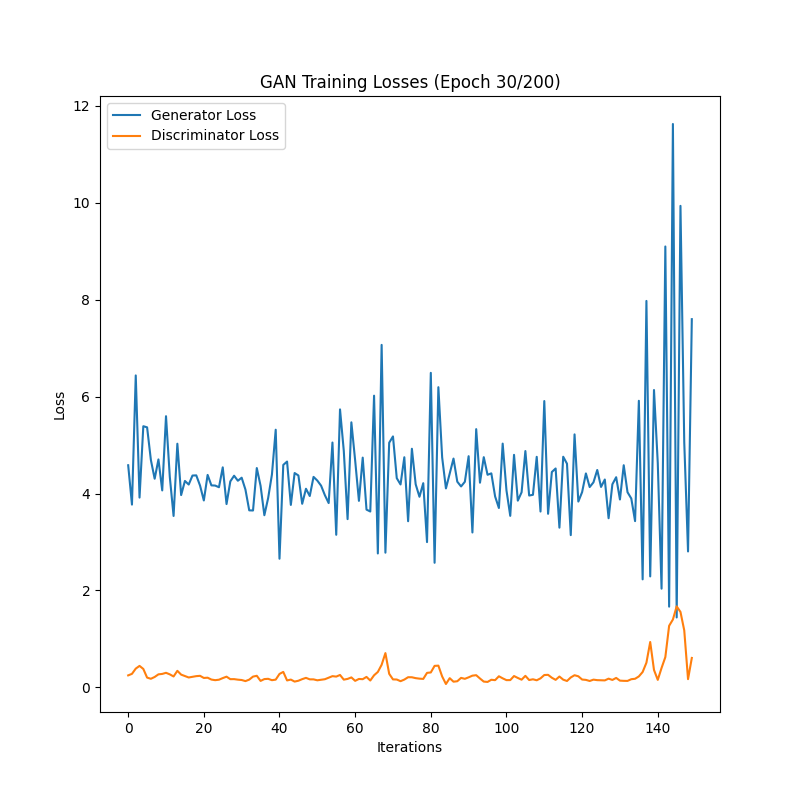 GAN Training Losses (Epoch 30/200)
Generator Loss
Discriminator Loss
Loss
12
10
8
6
4
2
0
0 20 40 60 80 100 120 140
Iterations